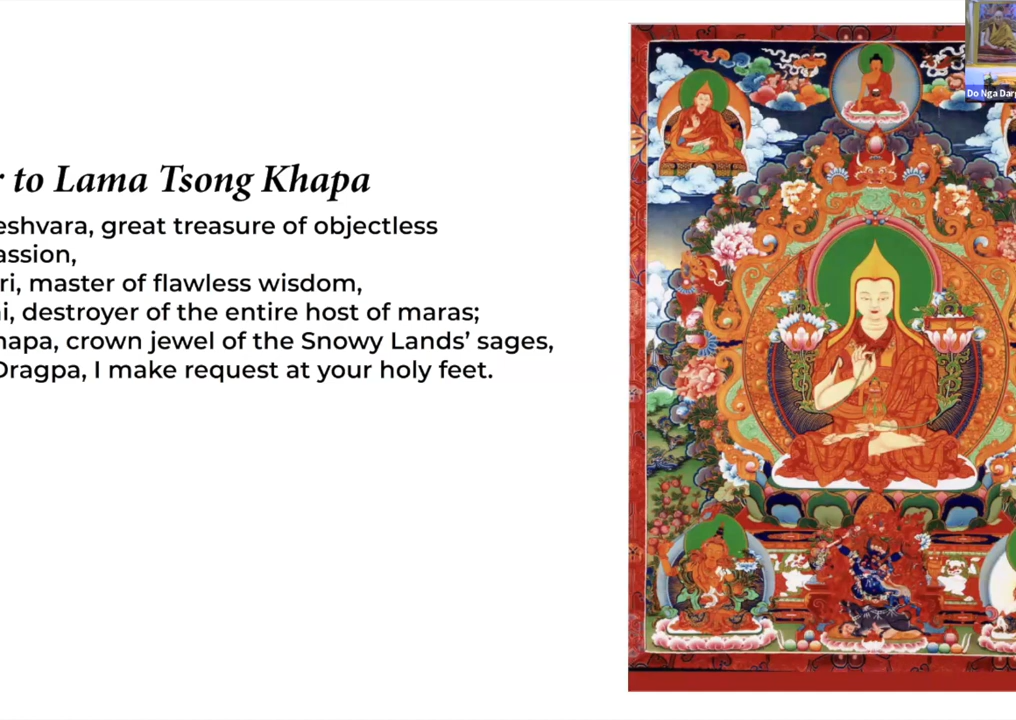 r to Lama Tsong Khapa
eshvara, great treasure of objectless
assion,
ri, master of flawless wisdom,
i, destroyer of the entire host of maras;
hapa, crown jewel of the Snowy Lands’ sages,
Dragpa, I make request at your holy feet.
Do Nga Darg